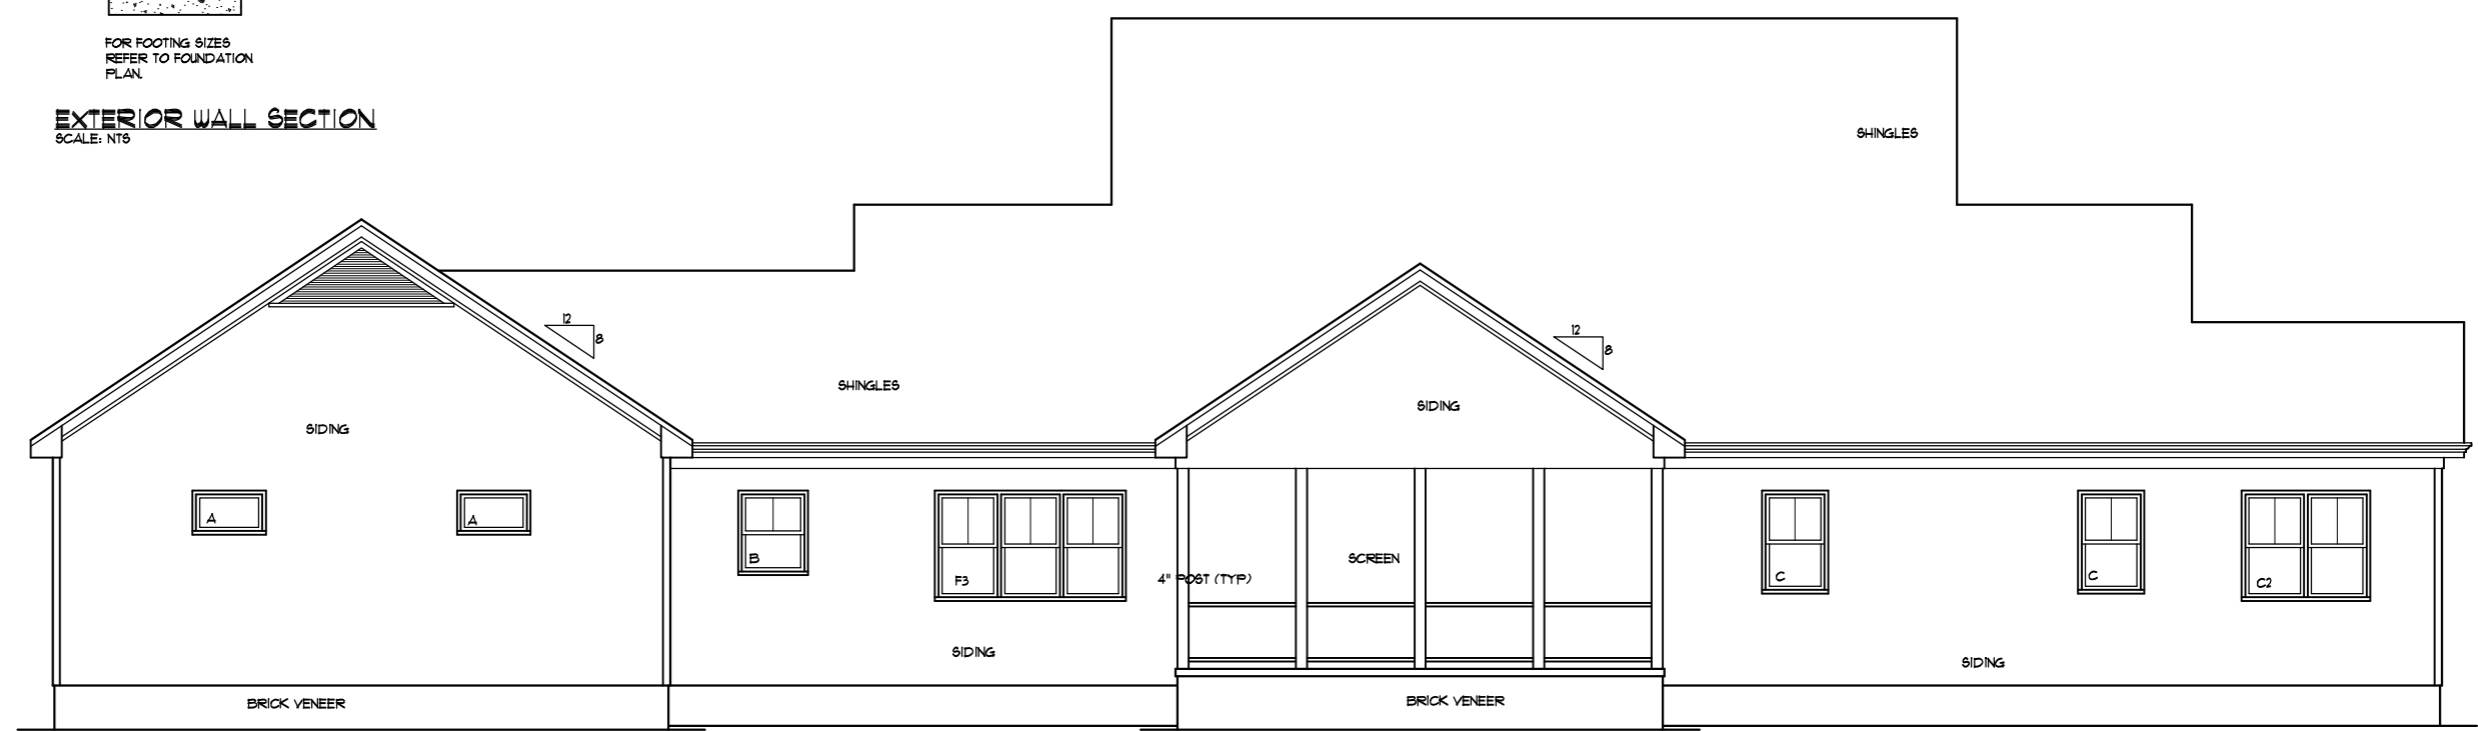 FOR FOOTING SIZES
REFER TO FOUNDATION
PLAN.
EXTERIOR WALL SECTION
SCALE: NTS
SHINGLES
12
8
12
8
SHINGLES
SIDING
SIDING
A
A
B
F3
4" POST (TYP)
SCREEN
C
C
C2
SIDING
SIDING
BRICK VENEER
BRICK VENEER